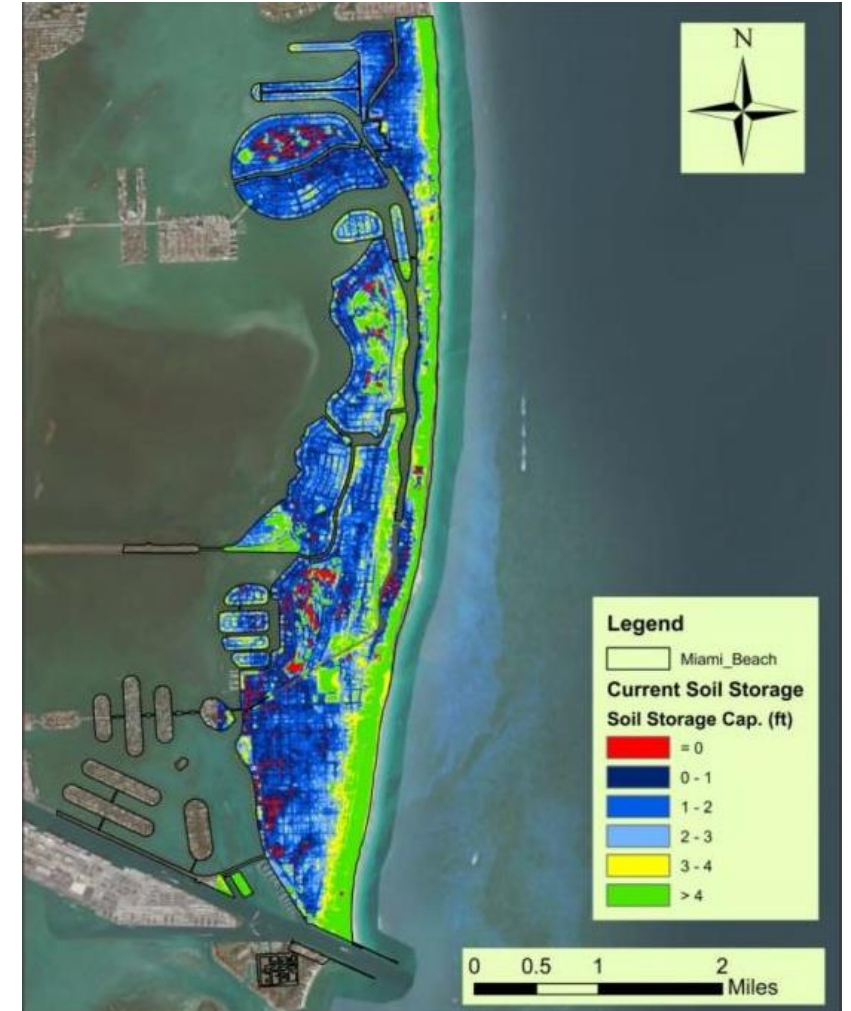 N
Legend
Miami_Beach
Current Soil Storage
Soil Storage Cap. (ft)
= 0
0 - 1
1 - 2
2 - 3
3 - 4
> 4
0 0.5 1 2
Miles